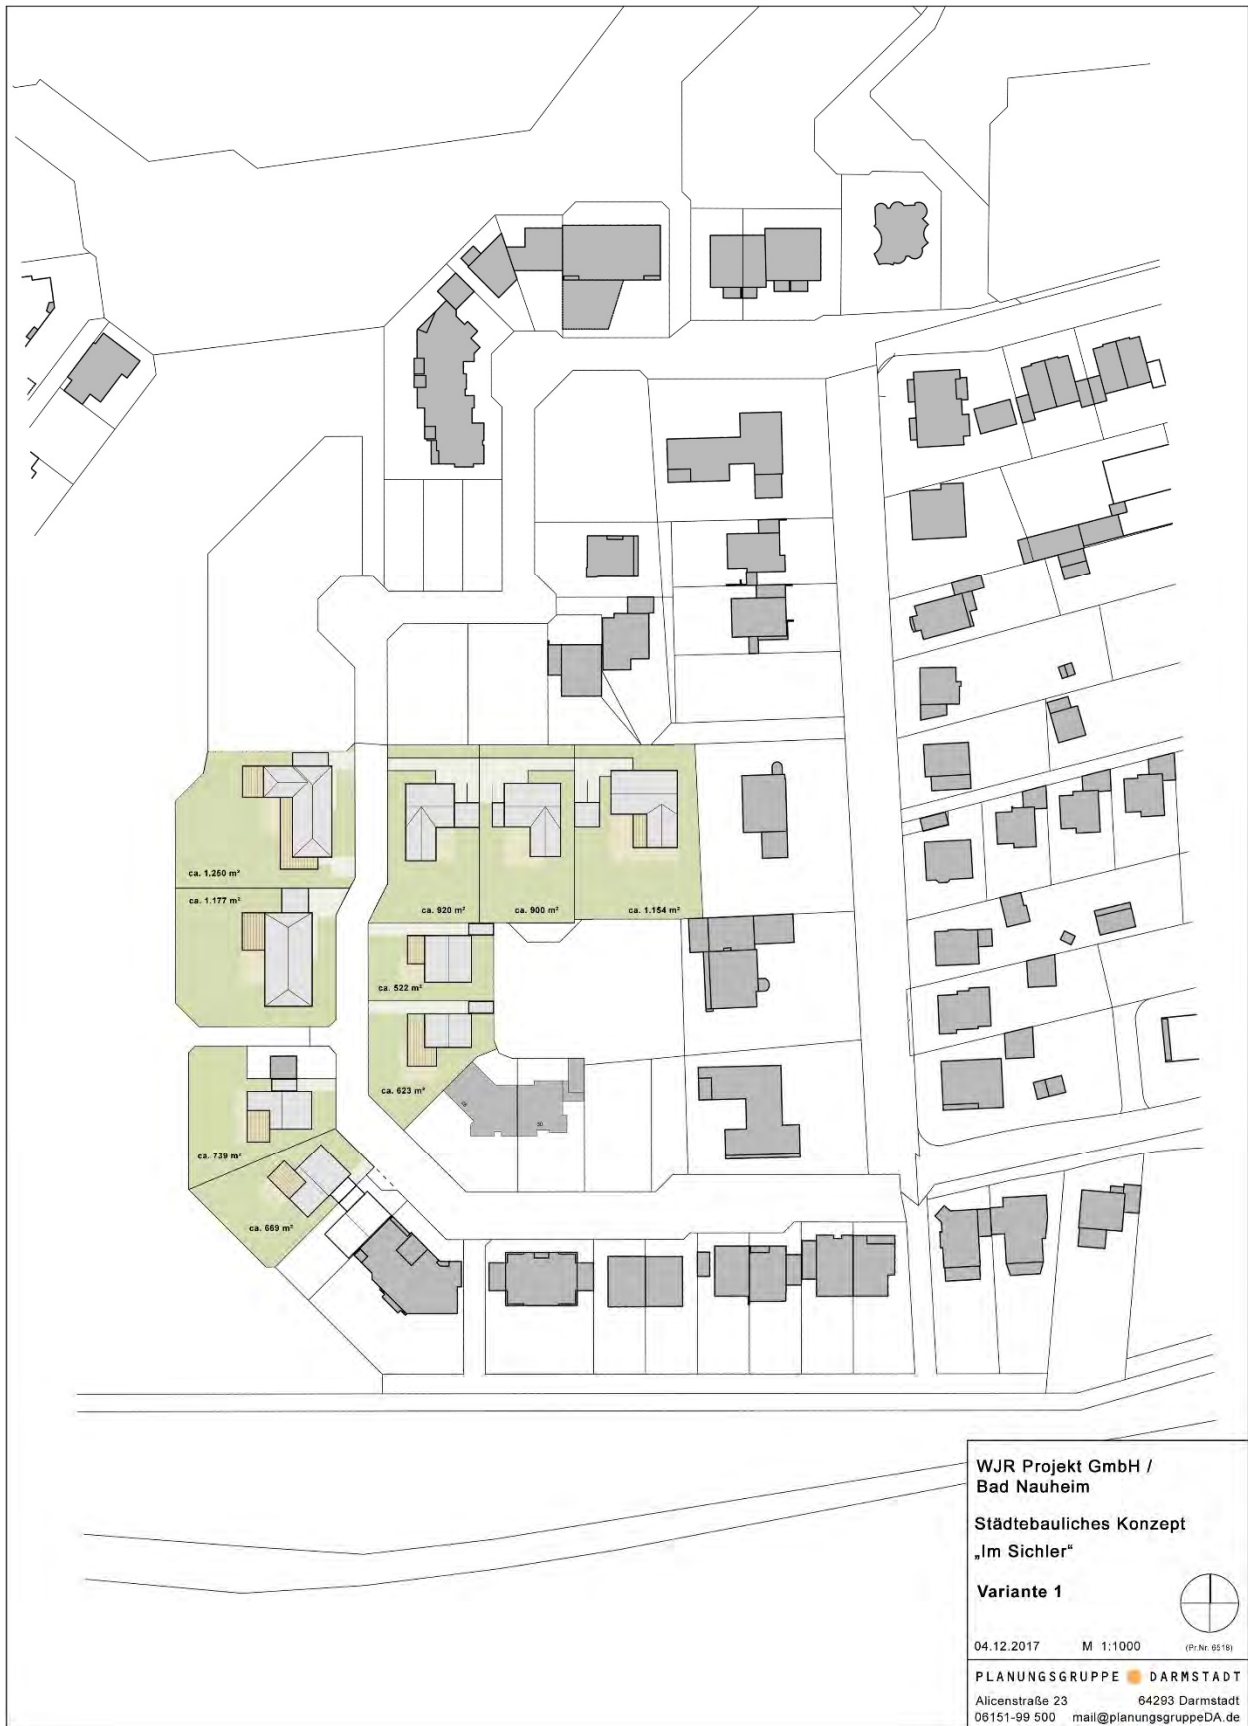 ca. 1.250 m²
ca. 1.177 m²
ca. 920 m²
ca. 900 m²
ca. 1.154 m²
ca. 522 m²
ca. 623 m²
ca. 739 m²
ca. 669 m²
WJR Projekt GmbH /
Bad Nauheim
Städtebauliches Konzept
„Im Sichler“
Variante 1
04.12.2017 M 1:1000 (Pr.Nr. 6518)
PLANUNGSGRUPPE DARMSTADT
Alicenstraße 23 64293 Darmstadt
06151-99 500 mail@planungsgruppeDA.de